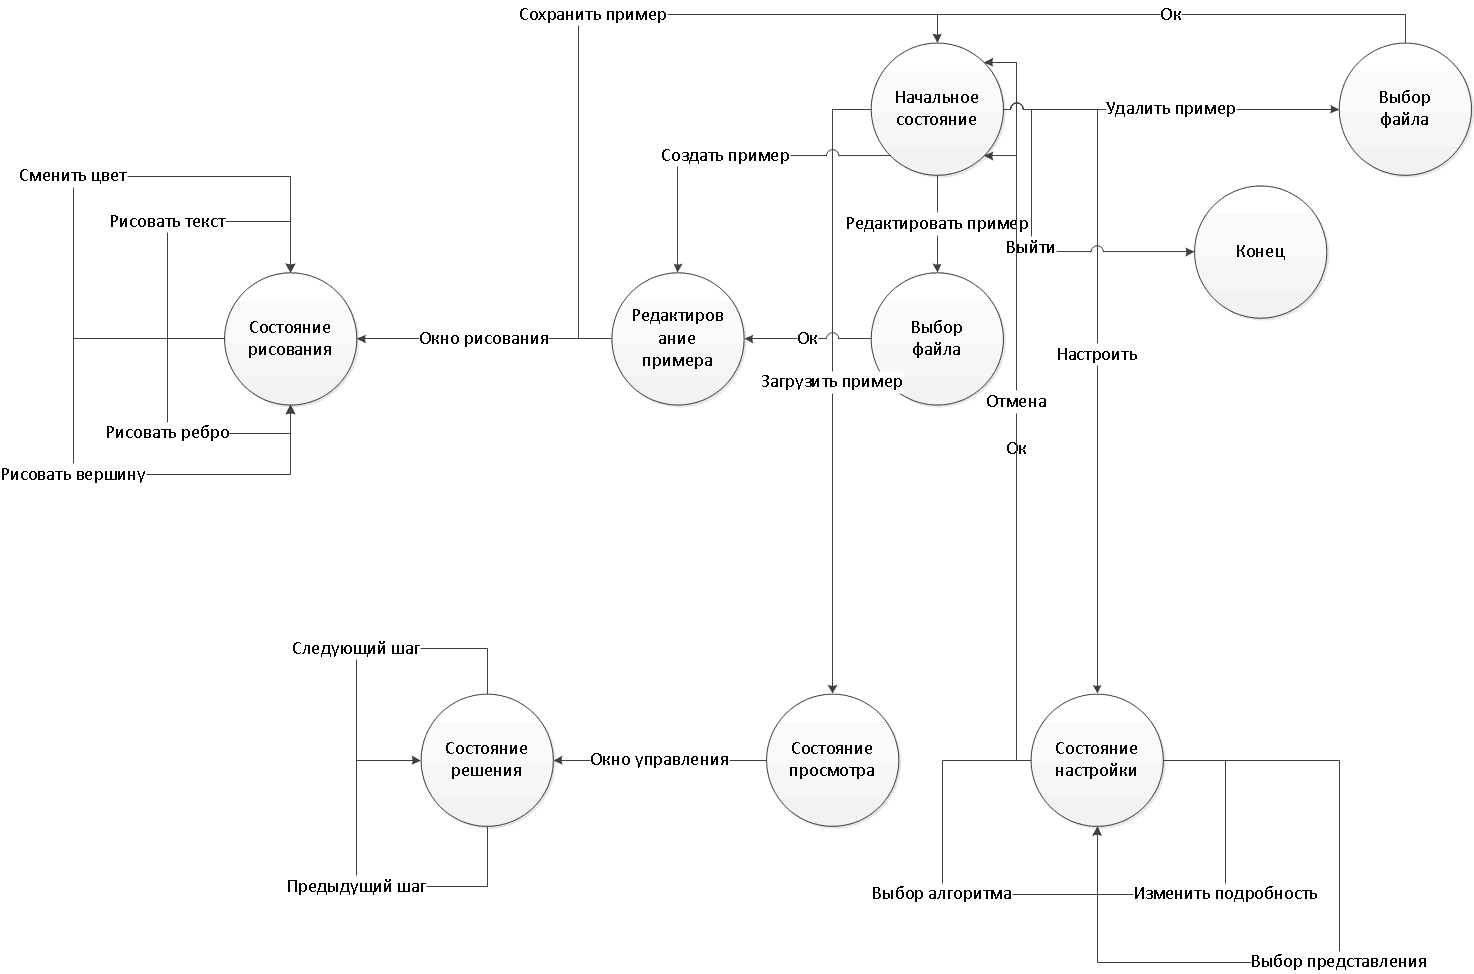 Сохранить пример
Ок
Начальное
состояние
Удалить пример
Выбор
файла
Создать пример
Сменить цвет
Рисовать текст
Редактировать пример
Выйти
Конец
Состояние
рисования
Окно рисования
Редактиров
ание
примера
Ок
Выбор
файла
Настроить
Загрузить пример
Отмена
Рисовать ребро
Ок
Рисовать вершину
Следующий шаг
Состояние
решения
Окно управления
Состояние
просмотра
Состояние
настройки
Предыдущий шаг
Выбор алгоритма
Изменить подробность
Выбор представления